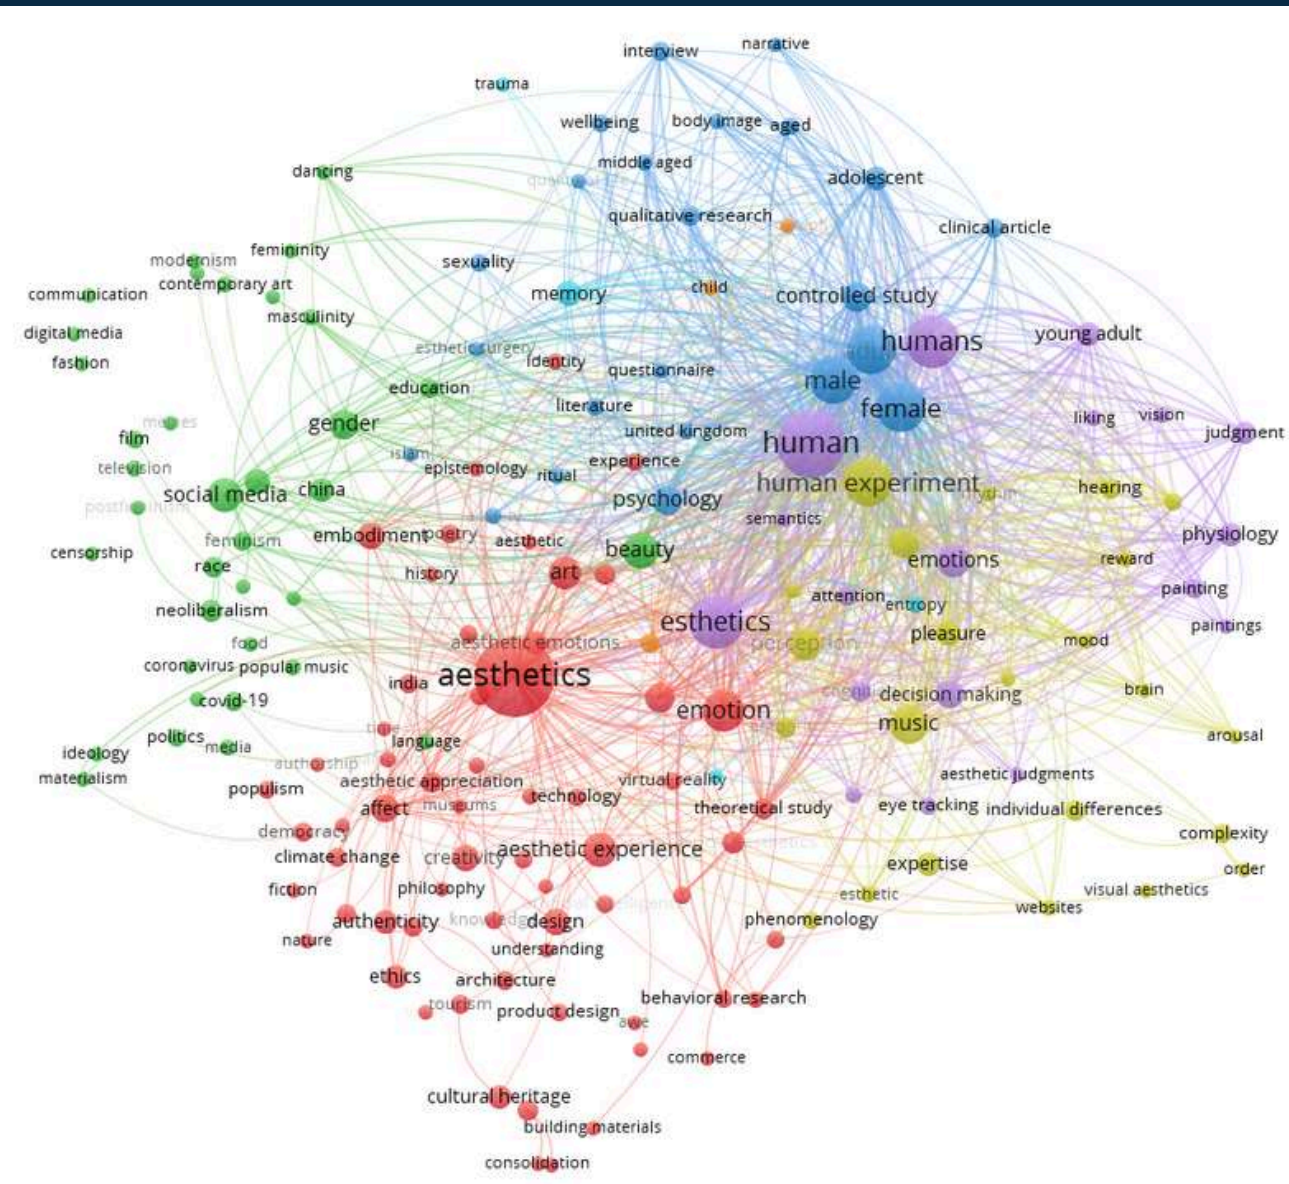 interview
narrative
trauma
wellbeing
body image
aged
middle aged
dancing
adolescent
qualitative research
clinical article
femininity
modernism
sexuality
contemporary art
communication
memory
child
controlled study
masculinity
digital media
young adult
humans
esthetic surgery
identity
fashion
questionnaire
male
education
literature
female
liking
vision
gender
film
united kingdom
judgment
human
islam
television
epistemology
experience
ritual
human experiment
hearing
social media
china
psychology
semantics
embodiment
poetry
aesthetic
physiology
feminism
beauty
censorship
emotions
reward
race
history
art
painting
attention
entropy
neoliberalism
esthetics
paintings
pleasure
food
aesthetic emotions
perception
mood
coronavirus
popular music
aesthetics
india
brain
decision making
covid-19
emotion
music
time
politics
media
language
arousal
ideology
authorship
materialism
aesthetic appreciation
virtual reality
aesthetic judgments
populism
technology
affect
museums
theoretical study
eye tracking
individual differences
democracy
complexity
aesthetic experience
climate change
creativity
expertise
order
fiction
philosophy
esthetic
visual aesthetics
websites
authenticity
knowledge
design
phenomenology
nature
understanding
ethics
architecture
behavioral research
tourism
product design
awe
commerce
cultural heritage
building materials
consolidation